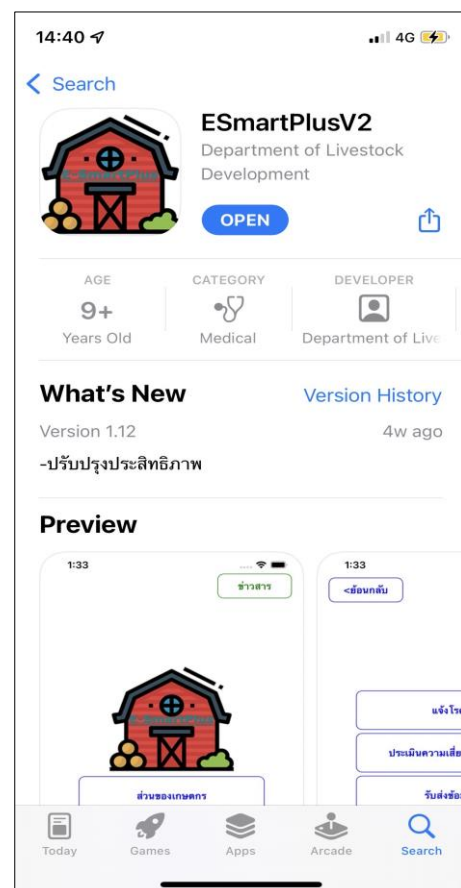 14:40
4G
Search
ESmartPlusV2
Department of Livestock
Development
OPEN
AGE
CATEGORY
DEVELOPER
9+
Years Old
Medical
Department of Live
What's New
Version History
Version 1.12
4w ago
-ปรับปรุงประสิทธิภาพ
Preview
1:33
ข่าวสาร
E-SmartPlus
ส่วนของเกษตกร
1:33
<ย้อนกลับ
แจ้งโร
ประเมินความเสี่ย
รับส่งข้อ
Today
Games
Apps
Arcade
Search